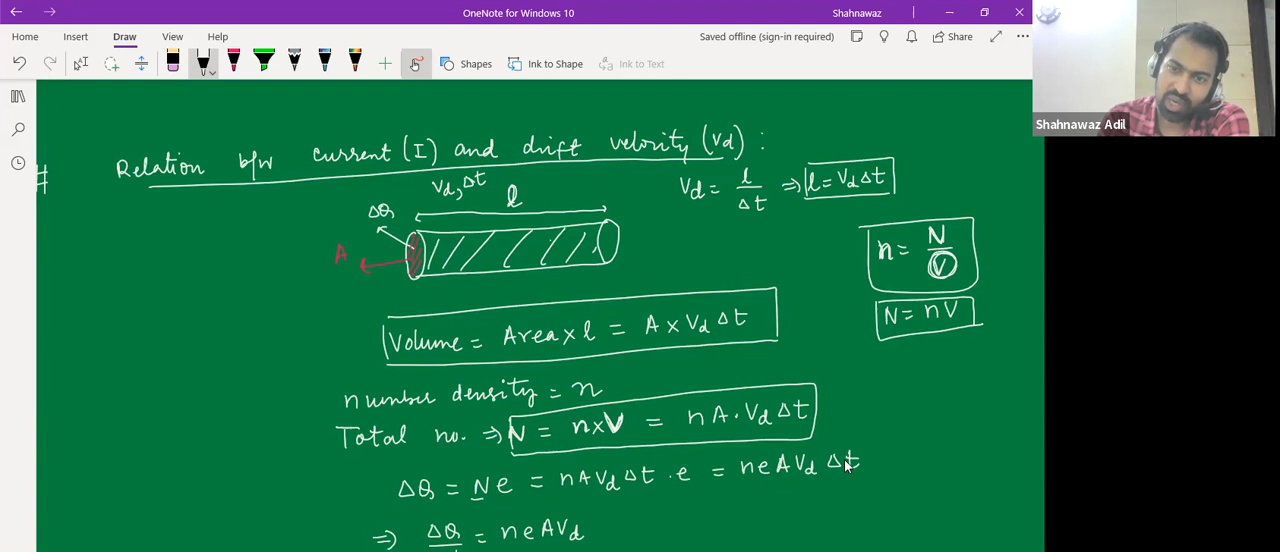 OneNote for Windows 10
Shahnawaz
Home Insert Draw View Help
Saved offline (sign-in required)
Share
Shapes
Ink to Shape
Ink to Text
Shahnawaz Adil
# Relation b/w current (I) and drift velocity (Vd) :
Vd, Δt
Vd = l/Δt ⇒ l = Vd Δt
ΔQ
l
A
n = N/V
N = nV
Volume = Area × l = A × Vd Δt
number density = n
Total no. ⇒ N = n×V = nA. Vd Δt
ΔQ = Ne = nAVd Δt . e = neAVd Δt
⇒ ΔQ = neAVd